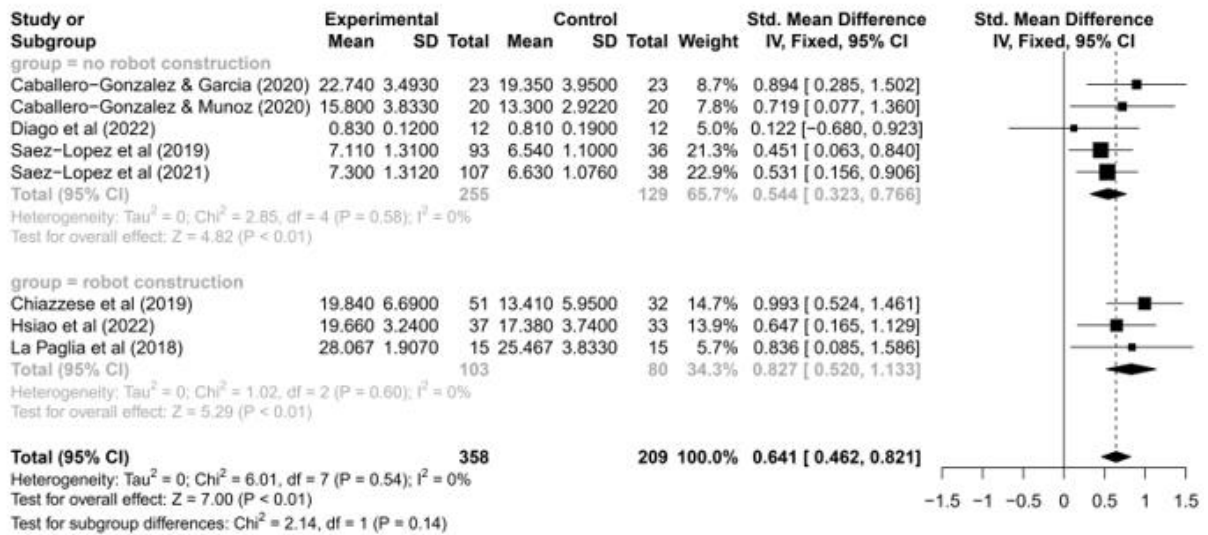 Study or Experimental Control Std. Mean Difference Std. Mean Difference
Subgroup Mean SD Total Mean SD Total Weight IV, Fixed, 95% CI IV, Fixed, 95% CI
group = no robot construction
Caballero−Gonzalez & Garcia (2020) 22.740 3.4930 23 19.350 3.9500 23 8.7% 0.894 [ 0.285, 1.502]
Caballero−Gonzalez & Munoz (2020) 15.800 3.8330 20 13.300 2.9220 20 7.8% 0.719 [ 0.077, 1.360]
Diago et al (2022) 0.830 0.1200 12 0.810 0.1900 12 5.0% 0.122 [−0.680, 0.923]
Saez−Lopez et al (2019) 7.110 1.3100 93 6.540 1.1000 36 21.3% 0.451 [ 0.063, 0.840]
Saez−Lopez et al (2021) 7.300 1.3120 107 6.630 1.0760 38 22.9% 0.531 [ 0.156, 0.906]
Total (95% CI) 255 129 65.7% 0.544 [ 0.323, 0.766]
Heterogeneity: Tau² = 0; Chi² = 2.85, df = 4 (P = 0.58); I² = 0%
Test for overall effect: Z = 4.82 (P < 0.01)
group = robot construction
Chiazzese et al (2019) 19.840 6.6900 51 13.410 5.9500 32 14.7% 0.993 [ 0.524, 1.461]
Hsiao et al (2022) 19.660 3.2400 37 17.380 3.7400 33 13.9% 0.647 [ 0.165, 1.129]
La Paglia et al (2018) 28.067 1.9070 15 25.467 3.8330 15 5.7% 0.836 [ 0.085, 1.586]
Total (95% CI) 103 80 34.3% 0.827 [ 0.520, 1.133]
Heterogeneity: Tau² = 0; Chi² = 1.02, df = 2 (P = 0.60); I² = 0%
Test for overall effect: Z = 5.29 (P < 0.01)
Total (95% CI) 358 209 100.0% 0.641 [ 0.462, 0.821]
Heterogeneity: Tau² = 0; Chi² = 6.01, df = 7 (P = 0.54); I² = 0%
Test for overall effect: Z = 7.00 (P < 0.01)
−1.5 −1 −0.5 0 0.5 1 1.5
Test for subgroup differences: Chi² = 2.14, df = 1 (P = 0.14)